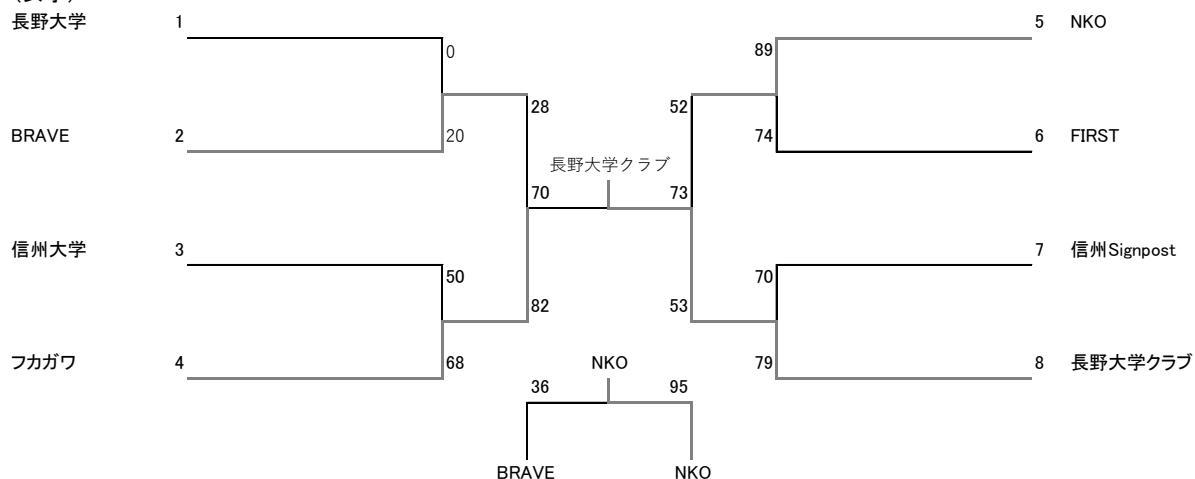 長野大学 1 5 NKO
0 89
28 52
BRAVE 2 20 74 6 FIRST
長野大学クラブ
70 73
信州大学 3 7 信州Signpost
50 70
82 53
フカガワ 4 68 NKO 79 8 長野大学クラブ
36 95
BRAVE NKO